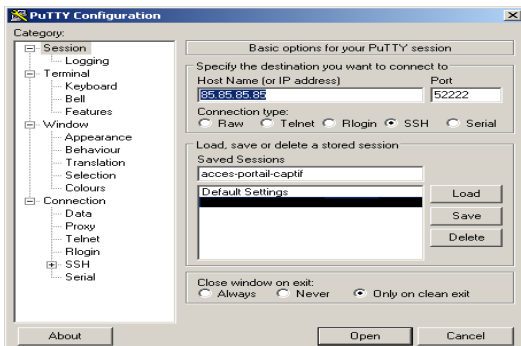 PuTTY Configuration
Category:
Session
Logging
Terminal
Keyboard
Bell
Features
Window
Appearance
Behaviour
Translation
Selection
Colours
Connection
Data
Proxy
Telnet
Rlogin
SSH
Serial
Basic options for your PuTTY session
Specify the destination you want to connect to
Host Name (or IP address) Port
85.85.85.85 52222
Connection type:
Raw Telnet Rlogin SSH Serial
Load, save or delete a stored session
Saved Sessions
acces-portail-captif
Default Settings
Load
Save
Delete
Close window on exit:
Always Never Only on clean exit
About Open Cancel